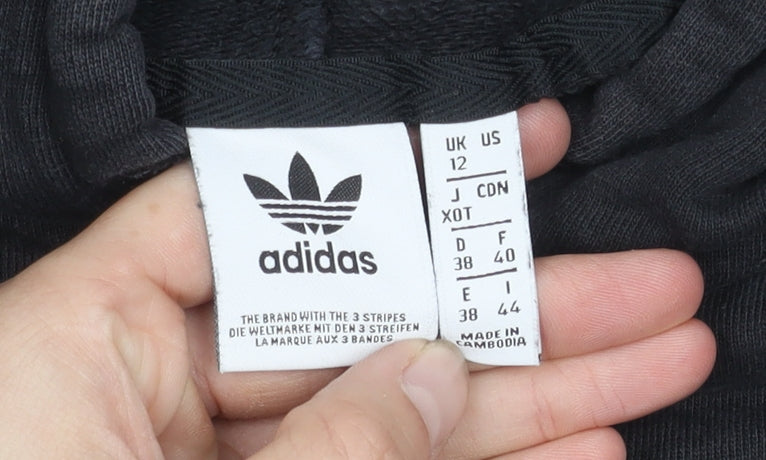 adidas
THE BRAND WITH THE 3 STRIPES
DIE WELTMARKE MIT DEN 3 STREIFEN
LA MARQUE AUX 3 BANDES
UK US
12
J CDN
XOT
D F
38 40
E I
38 44
MADE IN
CAMBODIA